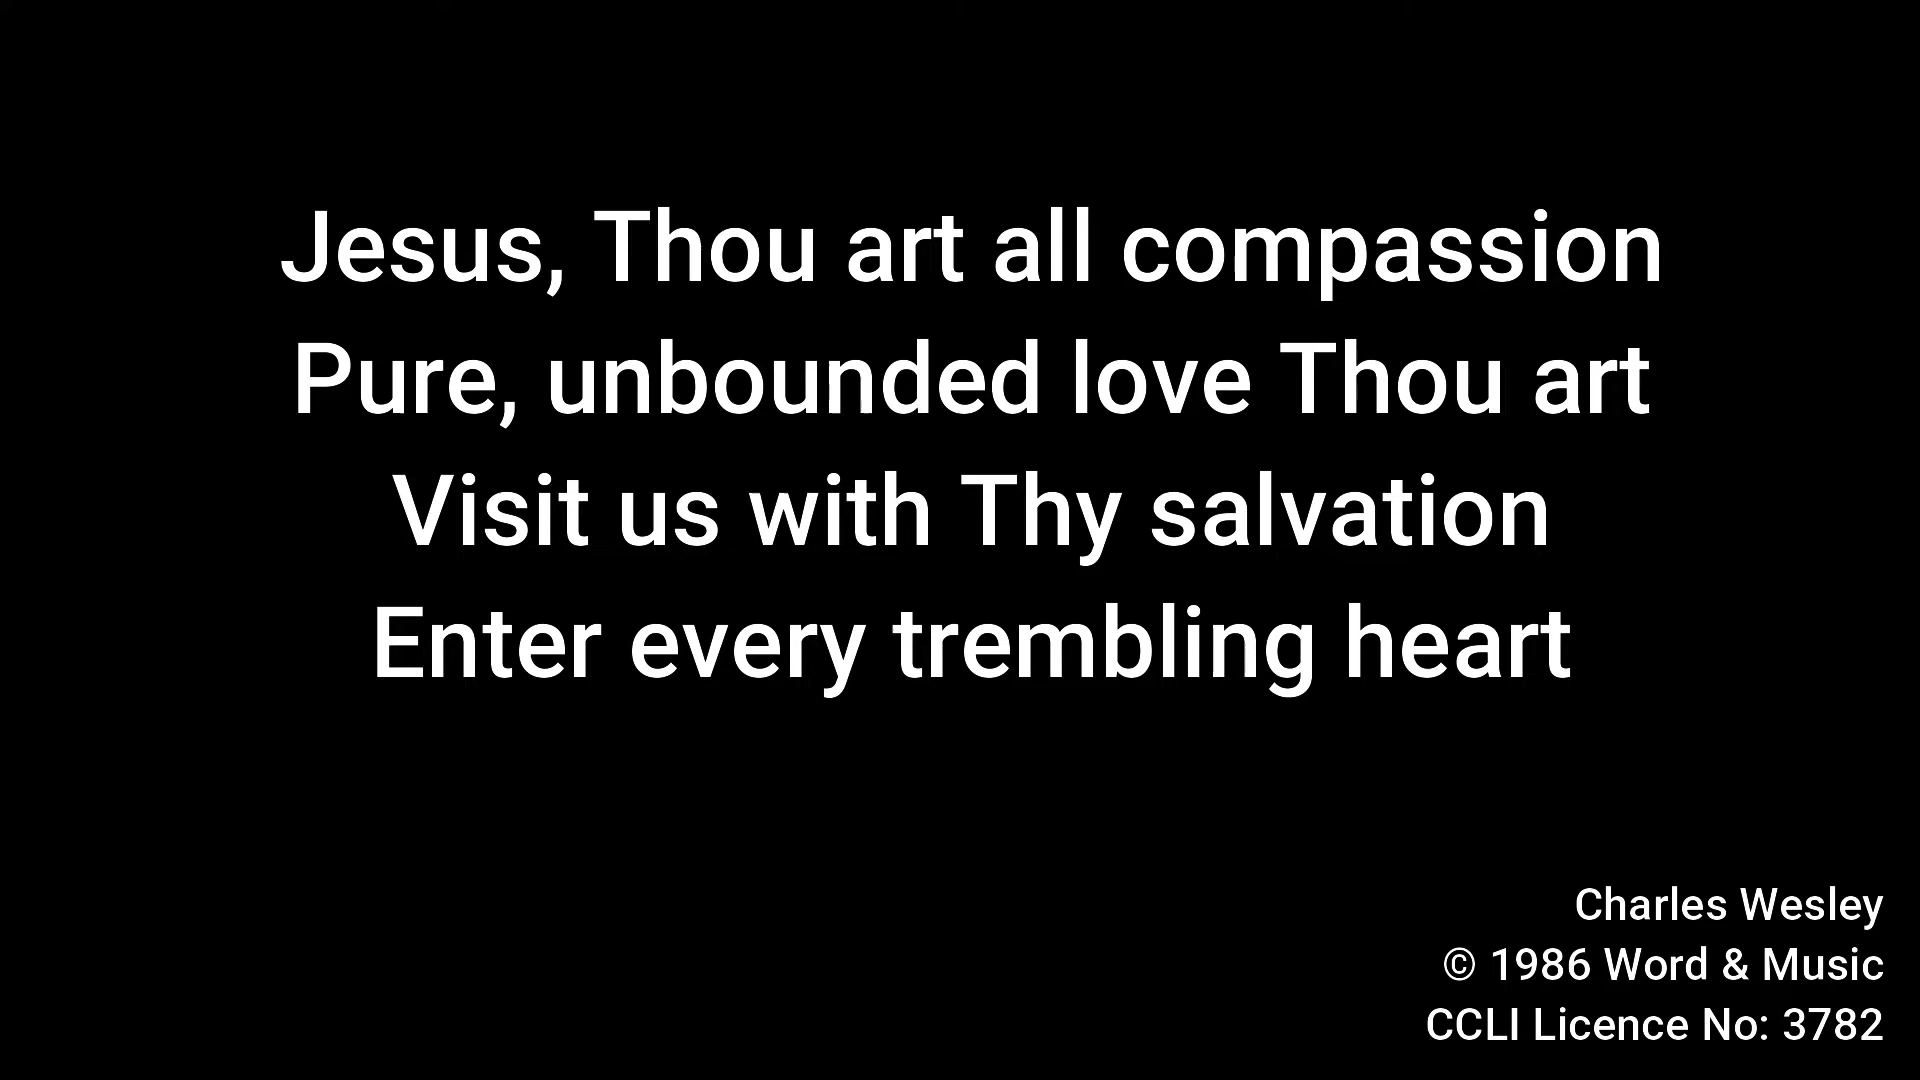 Jesus, Thou art all compassion
Pure, unbounded love Thou art
Visit us with Thy salvation
Enter every trembling heart
Charles Wesley
© 1986 Word & Music
CCLI Licence No: 3782